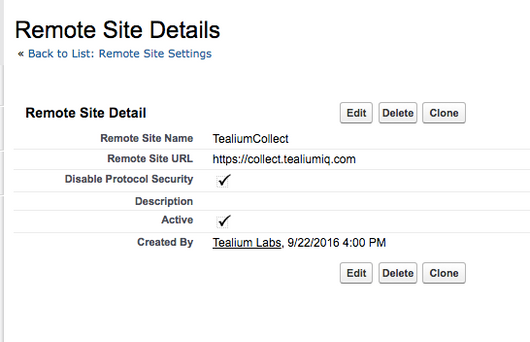 Remote Site Details
« Back to List: Remote Site Settings
Remote Site Detail Edit Delete Clone
Remote Site Name TealiumCollect
Remote Site URL https://collect.tealiumiq.com
Disable Protocol Security ✓
Description
Active ✓
Created By Tealium Labs, 9/22/2016 4:00 PM
Edit Delete Clone